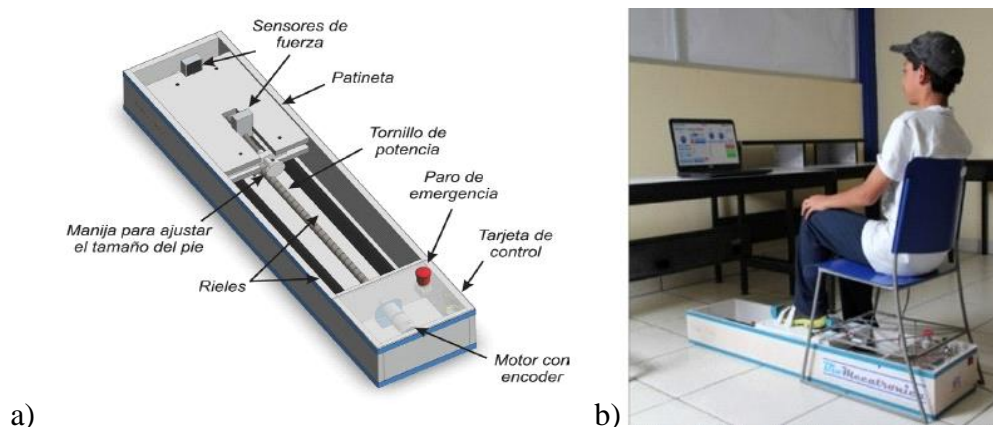 Sensores de
fuerza
Patineta
Tornillo de
potencia
Paro de
emergencia
Manija para ajustar
el tamaño del pie
Tarjeta de
control
Rieles
Motor con
encoder
a)
b)
BioMecatronics